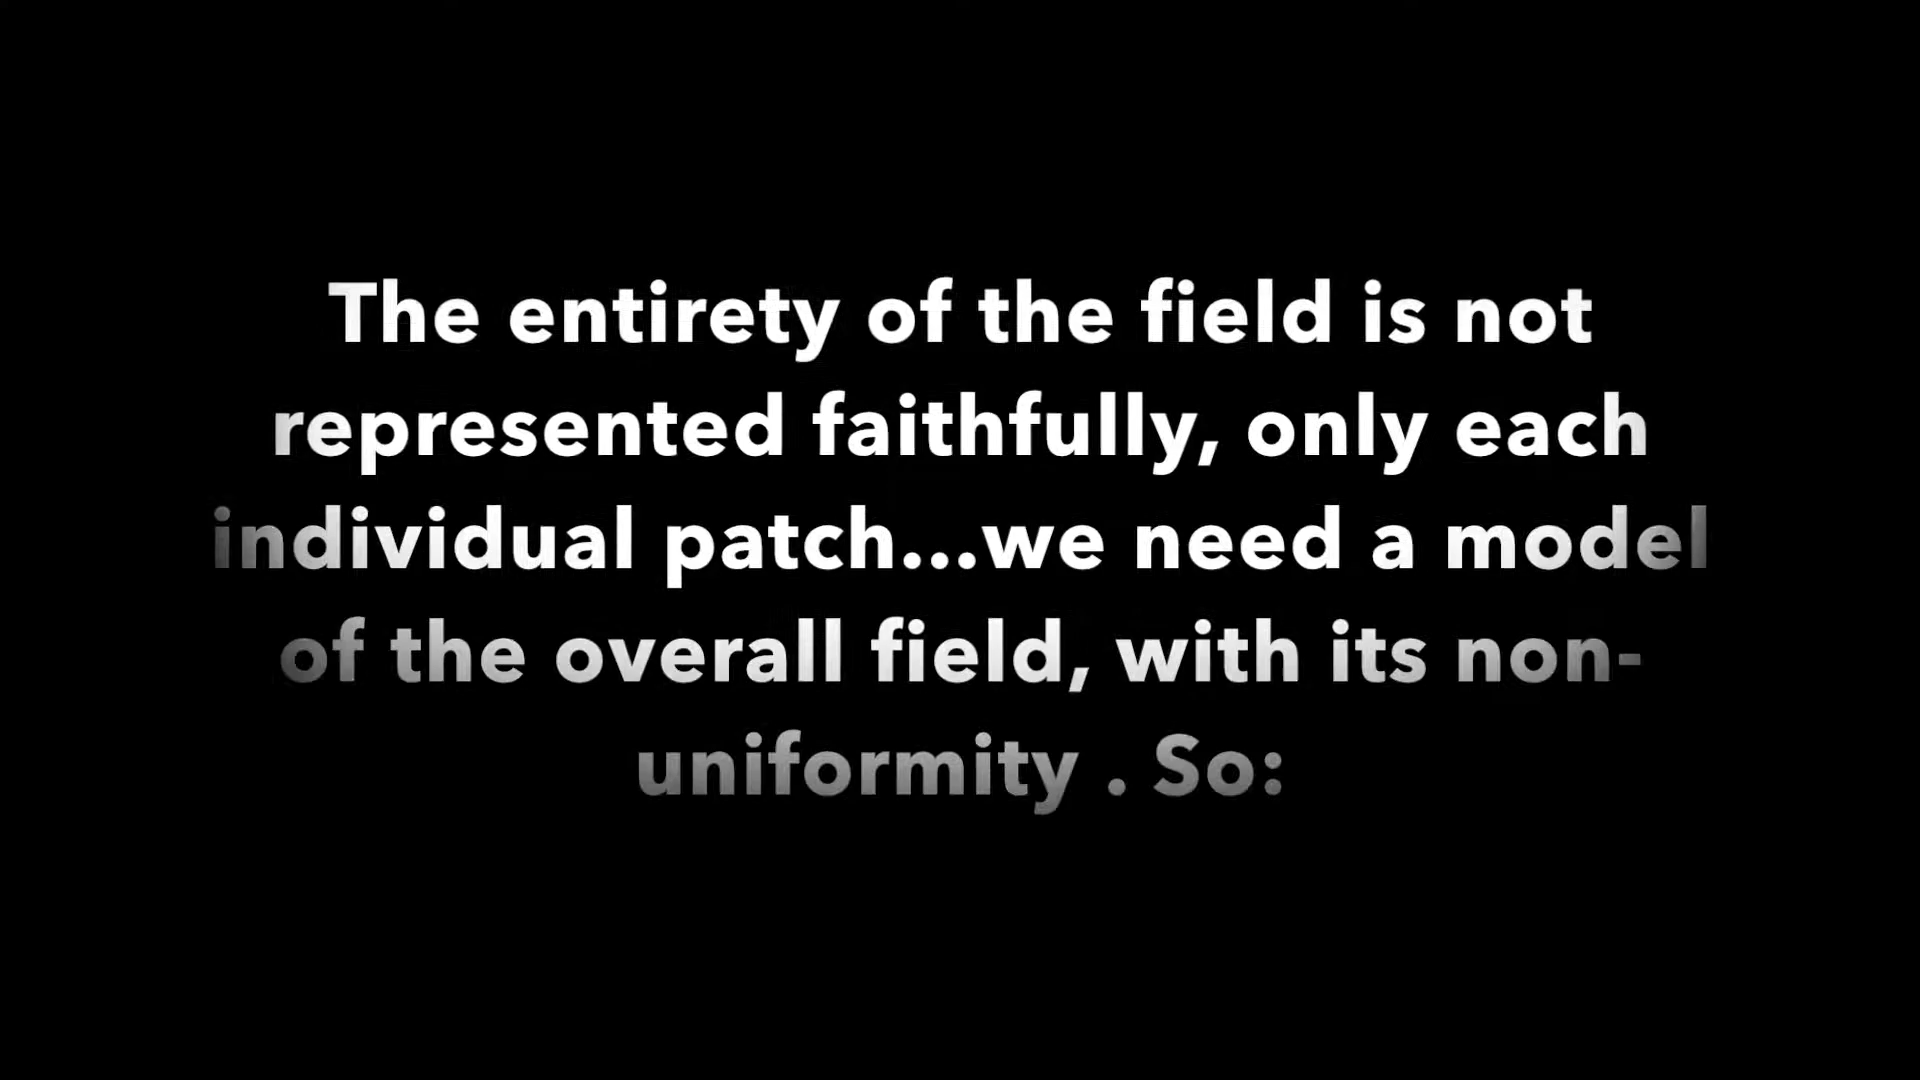 The entirety of the field is not
represented faithfully, only each
individual patch...we need a model
of the overall field, with its non-
uniformity . So: